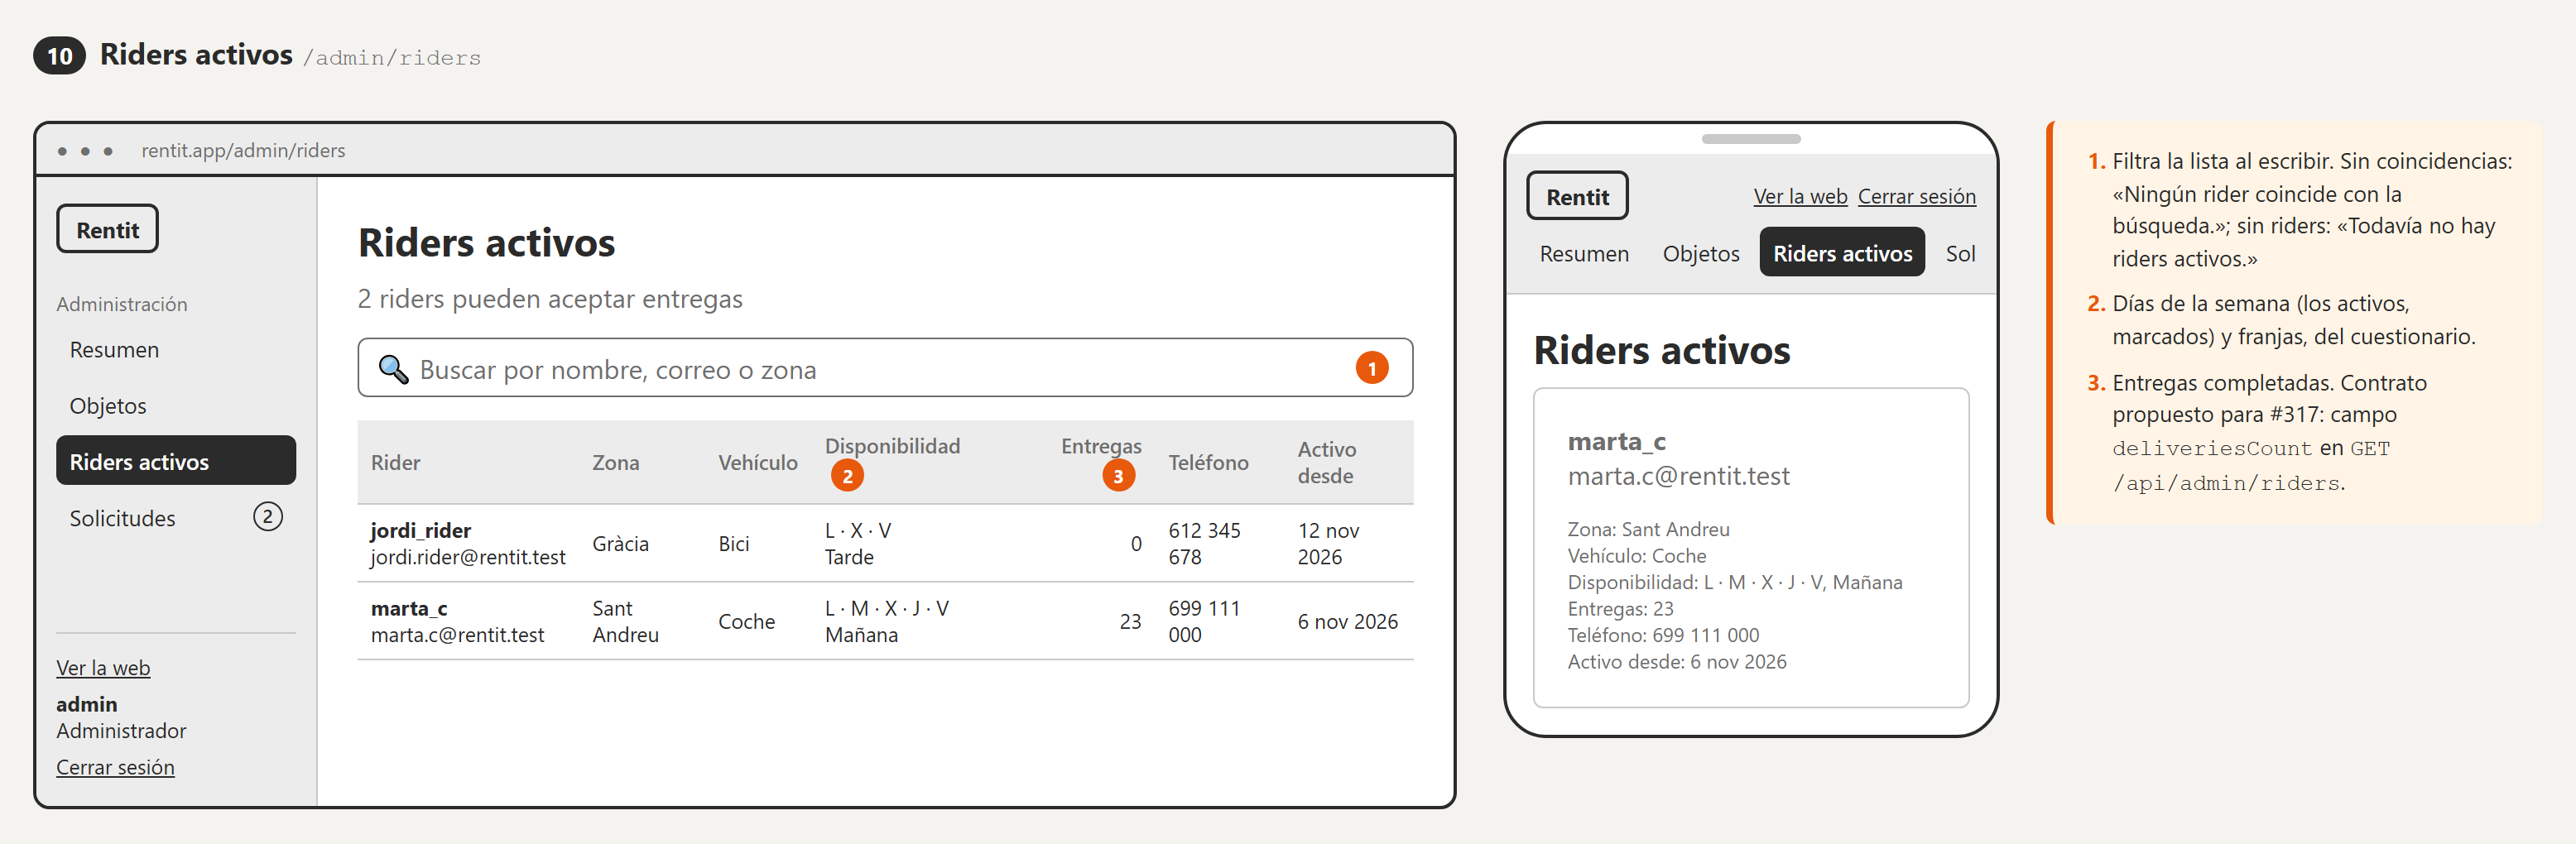 10 Riders activos /admin/riders
rentit.app/admin/riders
Rentit
Administración
Resumen
Objetos
Riders activos
Solicitudes 2
Ver la web
admin
Administrador
Cerrar sesión
Riders activos
2 riders pueden aceptar entregas
Buscar por nombre, correo o zona 1
Rider Zona Vehículo Disponibilidad 2 Entregas 3 Teléfono Activo desde
jordi_rider
jordi.rider@rentit.test
Gràcia
Bici
L · X · V
Tarde
0
612 345
678
12 nov
2026
marta_c
marta.c@rentit.test
Sant
Andreu
Coche
L · M · X · J · V
Mañana
23
699 111
000
6 nov 2026
Rentit
Ver la web Cerrar sesión
Resumen Objetos Riders activos Sol
Riders activos
marta_c
marta.c@rentit.test
Zona: Sant Andreu
Vehículo: Coche
Disponibilidad: L · M · X · J · V, Mañana
Entregas: 23
Teléfono: 699 111 000
Activo desde: 6 nov 2026
1. Filtra la lista al escribir. Sin coincidencias:
«Ningún rider coincide con la
búsqueda.»; sin riders: «Todavía no hay
riders activos.»
2. Días de la semana (los activos,
marcados) y franjas, del cuestionario.
3. Entregas completadas. Contrato
propuesto para #317: campo
deliveriesCount en GET
/api/admin/riders.